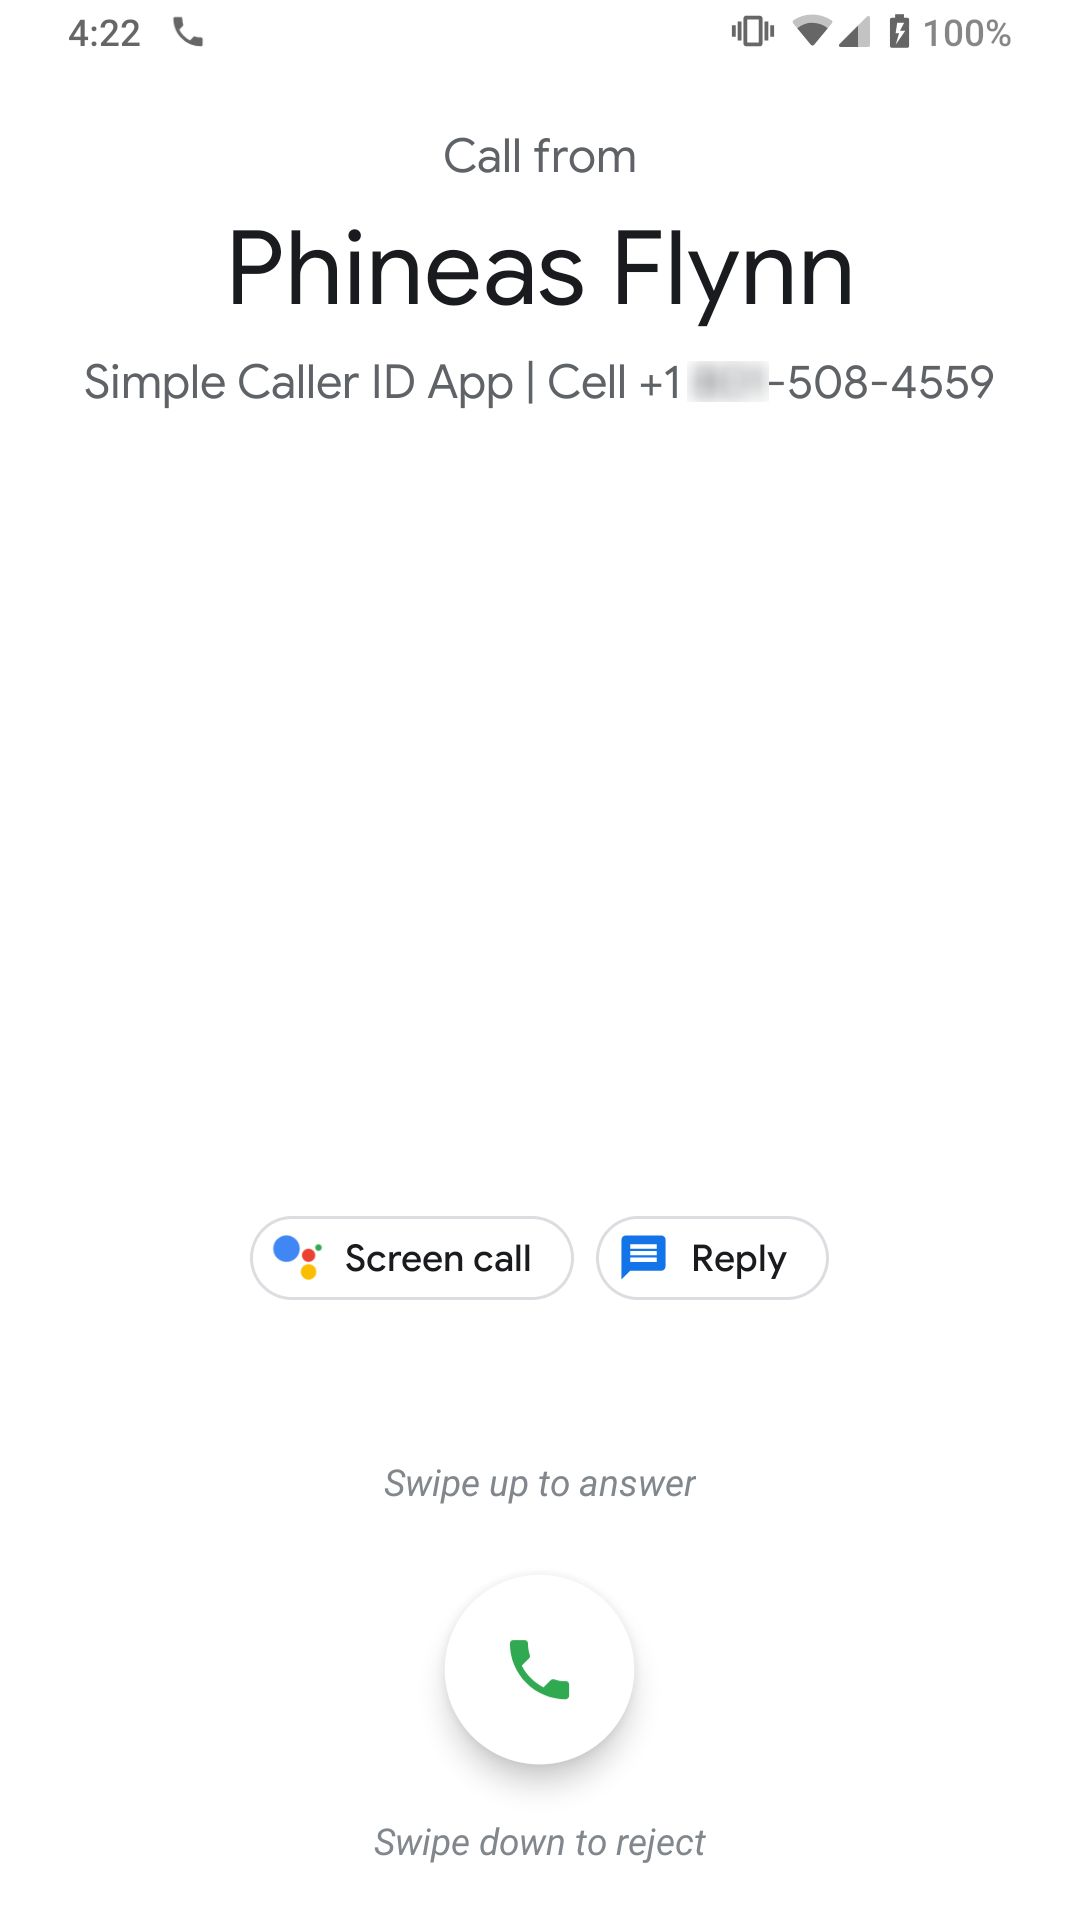 4:22 100%
Call from
Phineas Flynn
Simple Caller ID App | Cell +1 -508-4559
Screen call Reply
Swipe up to answer
Swipe down to reject